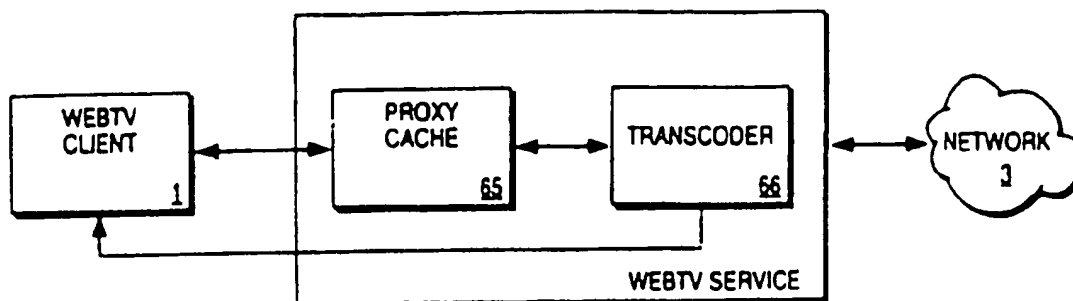 WEBTV
CLIENT
1
PROXY
CACHE
65
TRANSCODER
66
NETWORK
3
WEBTV SERVICE